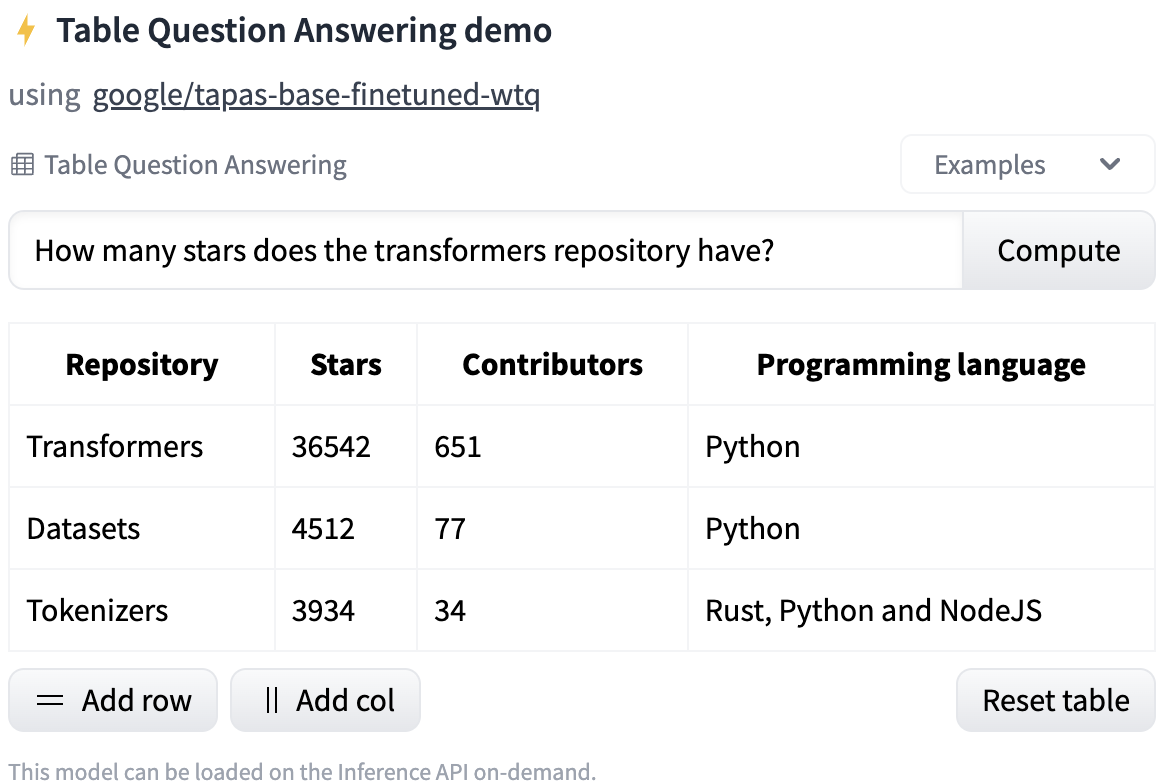 Table Question Answering demo
using google/tapas-base-finetuned-wtq
Table Question Answering Examples
How many stars does the transformers repository have? Compute
Repository Stars Contributors Programming language
Transformers 36542 651 Python
Datasets 4512 77 Python
Tokenizers 3934 34 Rust, Python and NodeJS
Add row Add col Reset table
This model can be loaded on the Inference API on-demand.